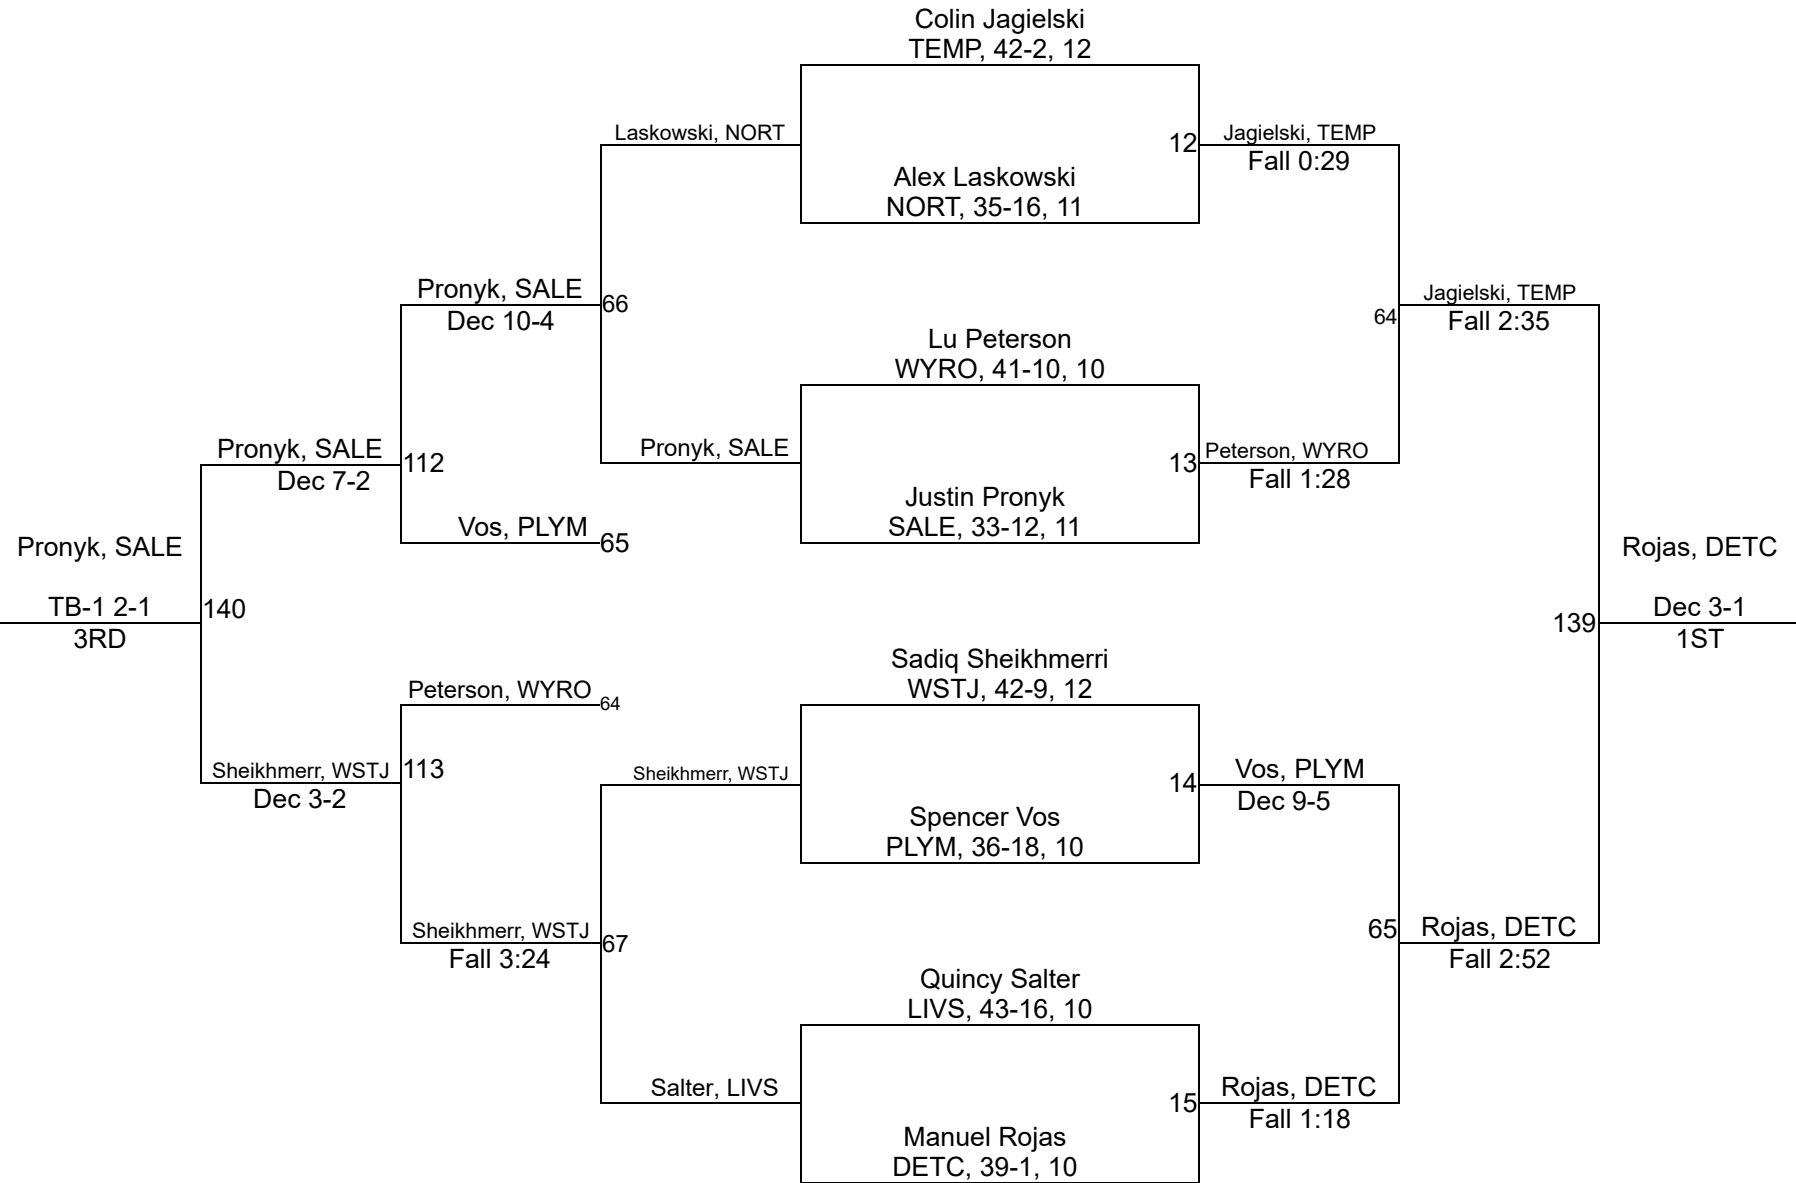 Colin Jagielski
TEMP, 42-2, 12
Laskowski, NORT
12
Jagielski, TEMP
Fall 0:29
Alex Laskowski
NORT, 35-16, 11
Pronyk, SALE
66
Dec 10-4
Jagielski, TEMP
64
Fall 2:35
Lu Peterson
WYRO, 41-10, 10
Pronyk, SALE
112
Dec 7-2
Pronyk, SALE
13
Peterson, WYRO
Fall 1:28
Justin Pronyk
SALE, 33-12, 11
Vos, PLYM
65
Pronyk, SALE
TB-1 2-1
140
3RD
Rojas, DETC
139
Dec 3-1
1ST
Sadiq Sheikhmerri
WSTJ, 42-9, 12
Peterson, WYRO
64
Sheikhmerr, WSTJ
113
Dec 3-2
Sheikhmerr, WSTJ
14
Vos, PLYM
Dec 9-5
Spencer Vos
PLYM, 36-18, 10
Sheikhmerr, WSTJ
67
Fall 3:24
65
Rojas, DETC
Fall 2:52
Quincy Salter
LIVS, 43-16, 10
Salter, LIVS
15
Rojas, DETC
Fall 1:18
Manuel Rojas
DETC, 39-1, 10